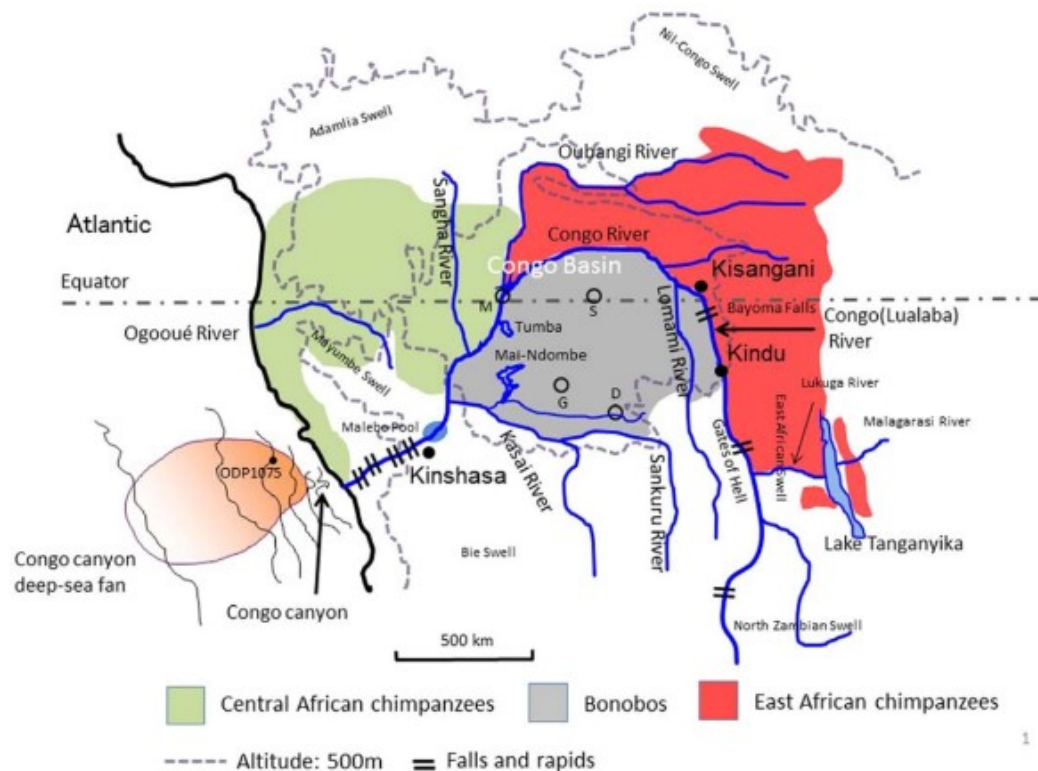 Nil-Congo Swell
Adamlia Swell
Oubangi River
Sangha River
Atlantic
Congo River
Congo Basin
Kisangani
Equator
M
S
Lomami River
Bayoma Falls
Congo(Lualaba)
River
Ogooué River
Tumba
Mayumbe Swell
Mai-Ndombe
Kindu
Lukuga River
G
D
East African Swell
Malagarasi River
Malebo Pool
ODP1075
Kinshasa
Kasai River
Sankuru River
Gates of Hell
Lake Tanganyika
Bie Swell
Congo canyon
deep-sea fan
Congo canyon
North Zambian Swell
500 km
Central African chimpanzees
Bonobos
East African chimpanzees
Altitude: 500m
Falls and rapids
1